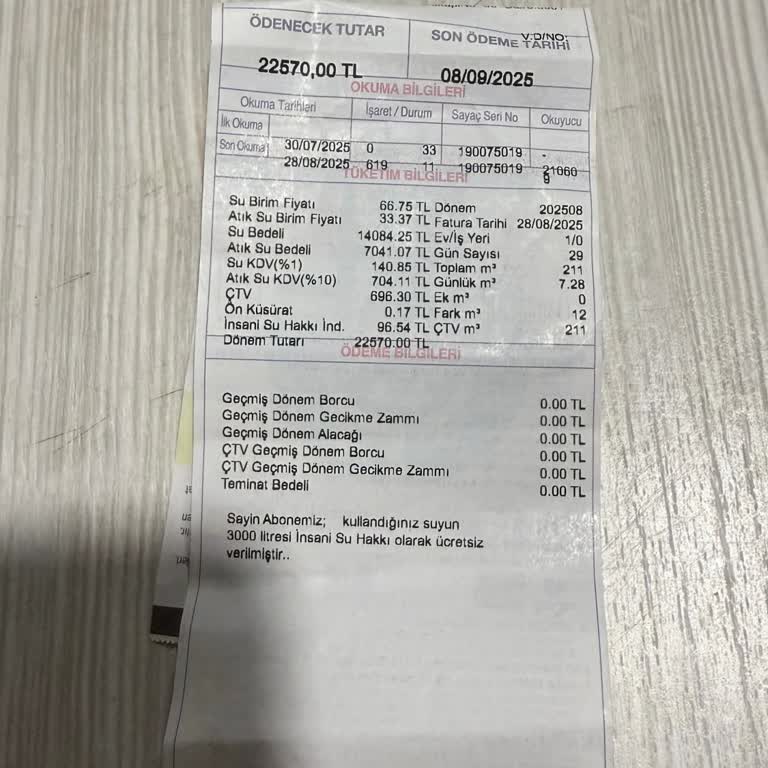 ÖDENECEK TUTAR
V.D/NO:
SON ÖDEME TARİHİ
22570,00 TL
08/09/2025
OKUMA BİLGİLERİ
Okuma Tarihleri İşaret / Durum Sayaç Seri No Okuyucu
İlk Okuma 30/07/2025 0 33 190075019 -
Son Okuma 28/08/2025 619 11 190075019 21060
9
TÜKETİM BİLGİLERİ
Su Birim Fiyatı 66.75 TL Dönem 202508
Atık Su Birim Fiyatı 33.37 TL Fatura Tarihi 28/08/2025
Su Bedeli 14084.25 TL Ev/İş Yeri 1/0
Atık Su Bedeli 7041.07 TL Gün Sayısı 29
Su KDV(%1) 140.85 TL Toplam m³ 211
Atık Su KDV(%10) 704.11 TL Günlük m³ 7.28
ÇTV 696.30 TL Ek m³ 0
Ön Küsürat 0.17 TL Fark m³ 12
İnsani Su Hakkı İnd. 96.54 TL ÇTV m³ 211
Dönem Tutarı 22570.00 TL
ÖDEME BİLGİLERİ
Geçmiş Dönem Borcu 0.00 TL
Geçmiş Dönem Gecikme Zammı 0.00 TL
Geçmiş Dönem Alacağı 0.00 TL
ÇTV Geçmiş Dönem Borcu 0.00 TL
ÇTV Geçmiş Dönem Gecikme Zammı 0.00 TL
Teminat Bedeli 0.00 TL
Sayin Abonemiz; kullandığınız suyun
3000 litresi İnsani Su Hakkı olarak ücretsiz
verilmiştir..